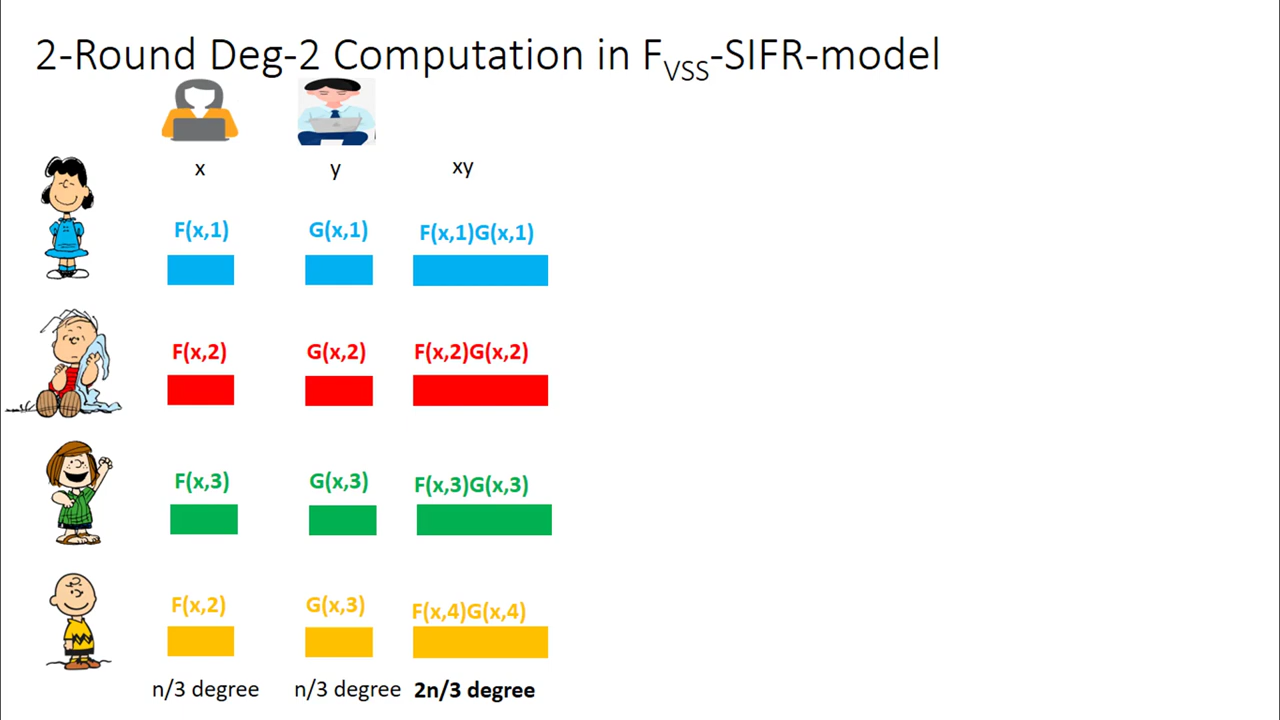 2-Round Deg-2 Computation in F_VSS-SIFR-model
x y xy
F(x,1) G(x,1) F(x,1)G(x,1)
F(x,2) G(x,2) F(x,2)G(x,2)
F(x,3) G(x,3) F(x,3)G(x,3)
F(x,2) G(x,3) F(x,4)G(x,4)
n/3 degree n/3 degree 2n/3 degree